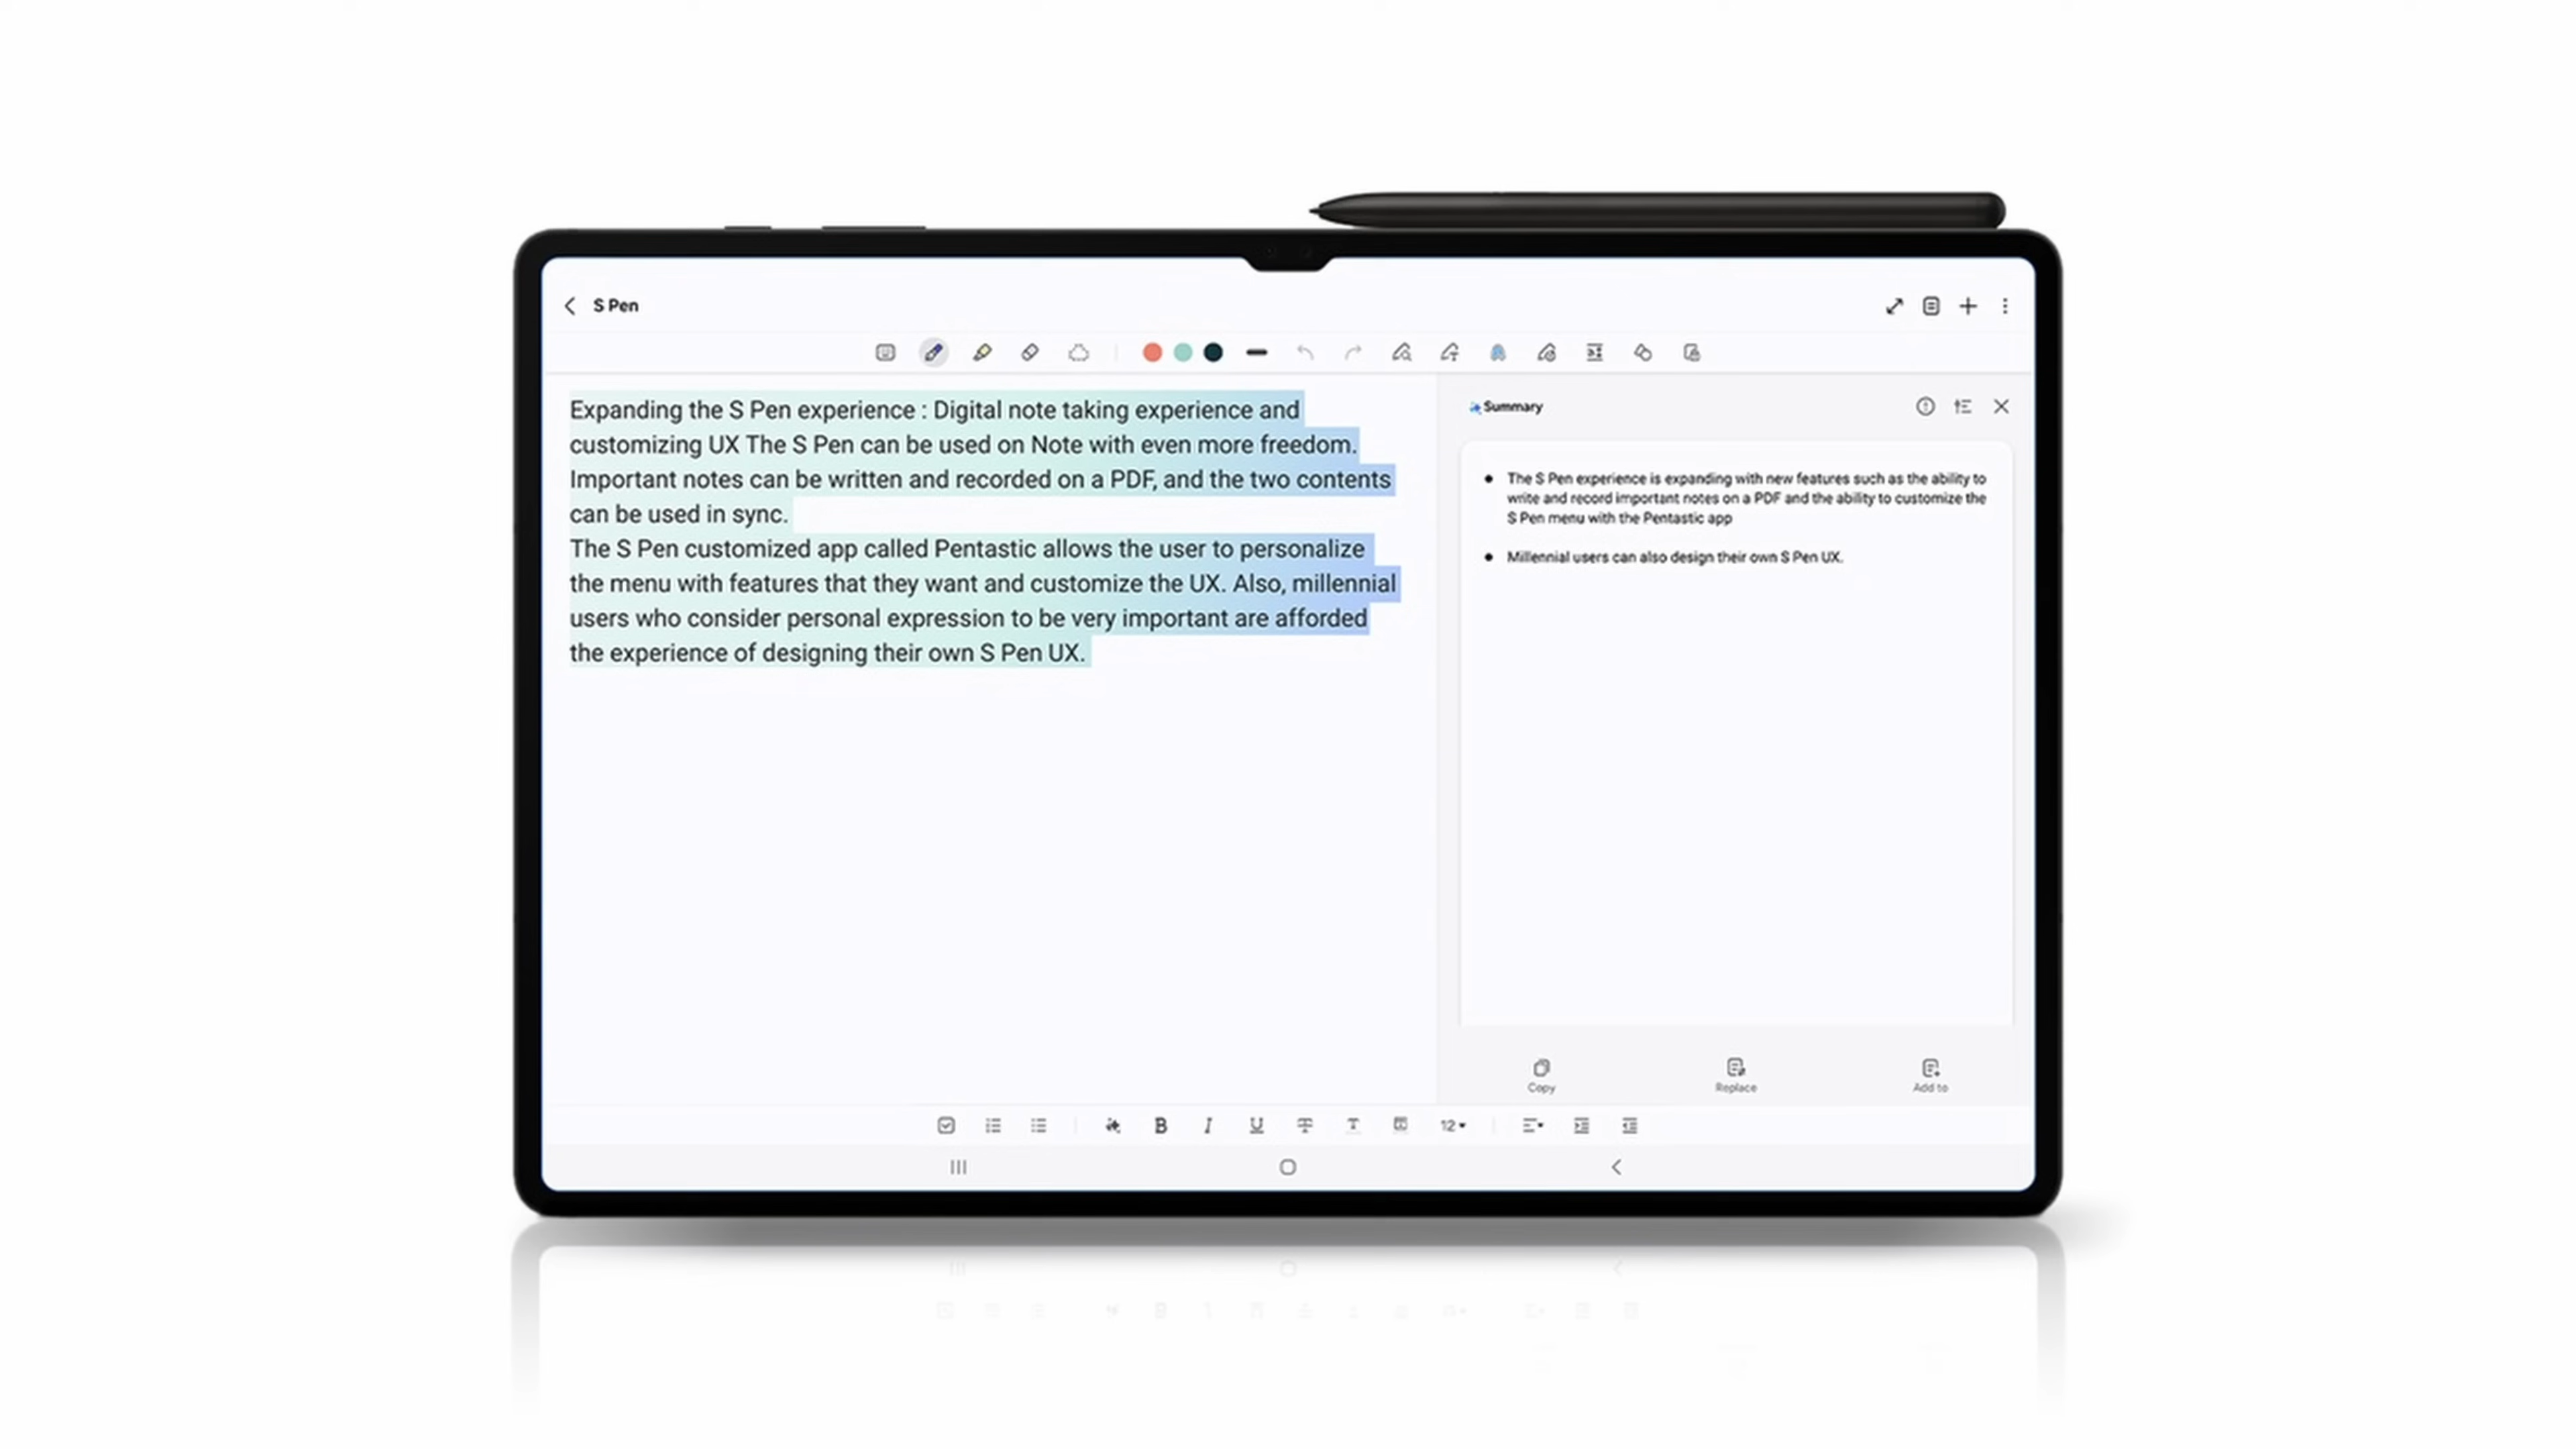 S Pen
Expanding the S Pen experience : Digital note taking experience and
customizing UX The S Pen can be used on Note with even more freedom.
Important notes can be written and recorded on a PDF, and the two contents
can be used in sync.
The S Pen customized app called Pentastic allows the user to personalize
the menu with features that they want and customize the UX. Also, millennial
users who consider personal expression to be very important are afforded
the experience of designing their own S Pen UX.
Summary
The S Pen experience is expanding with new features such as the ability to
write and record important notes on a PDF and the ability to customize the
S Pen menu with the Pentastic app
Millennial users can also design their own S Pen UX.
Copy
Replace
Add to
B I U T T 12